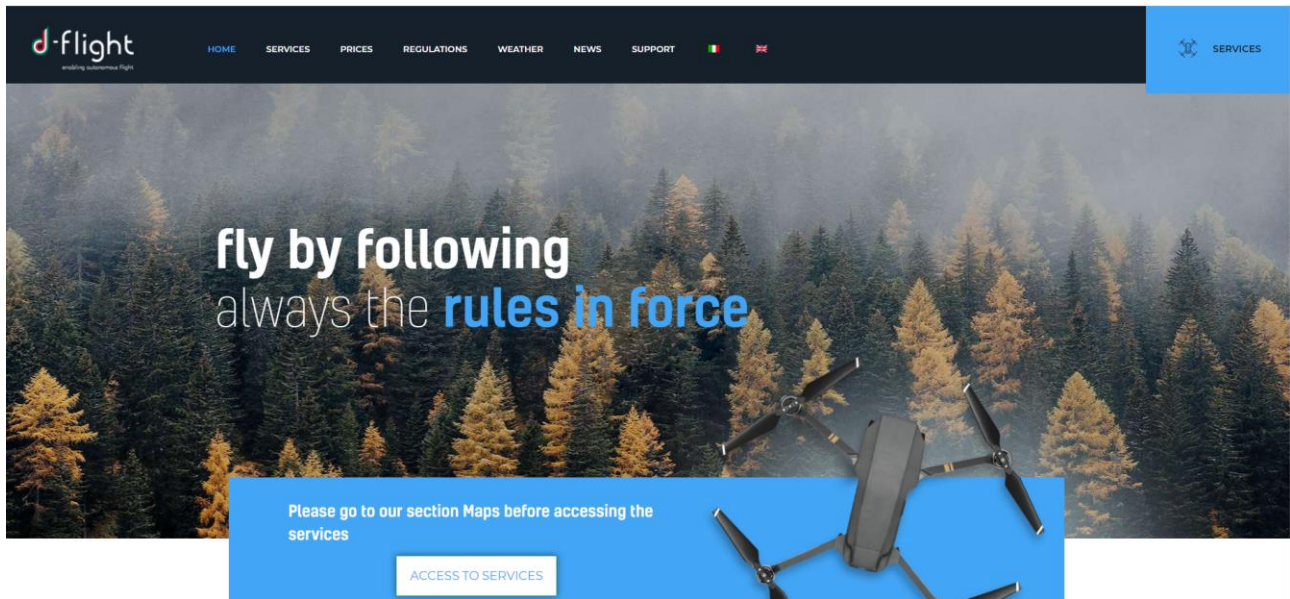 d-flight
enabling autonomous flight
HOME SERVICES PRICES REGULATIONS WEATHER NEWS SUPPORT
SERVICES
fly by following
always the rules in force
Please go to our section Maps before accessing the
services
ACCESS TO SERVICES